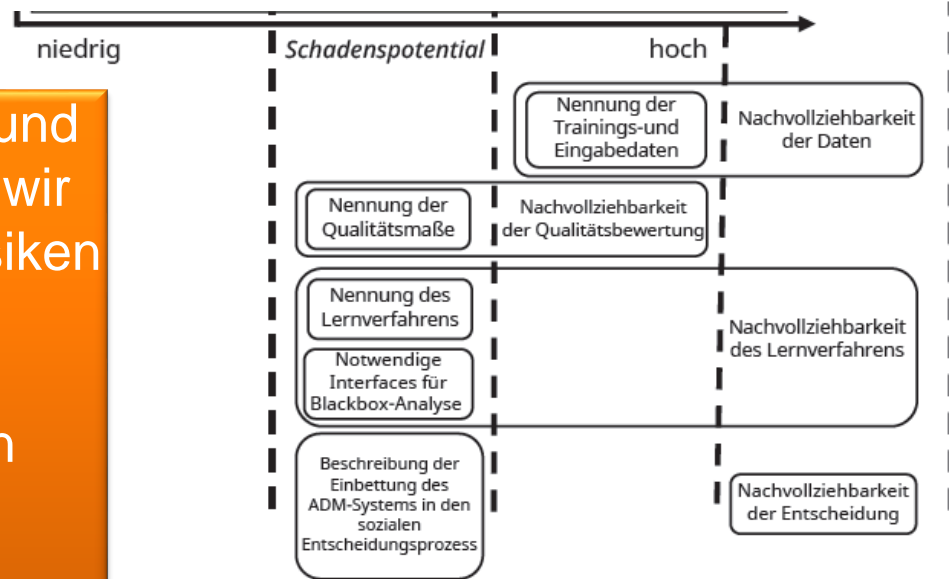 niedrig
Schadenspotential
hoch
und
wir
siken
n
Nennung der
Trainings-und
Eingabedaten
Nachvollziehbarkeit
der Daten
Nennung der
Qualitätsmaße
Nachvollziehbarkeit
der Qualitätsbewertung
Nennung des
Lernverfahrens
Notwendige
Interfaces für
Blackbox-Analyse
Nachvollziehbarkeit
des Lernverfahrens
Beschreibung der
Einbettung des
ADM-Systems in den
sozialen
Entscheidungsprozess
Nachvollziehbarkeit
der Entscheidung